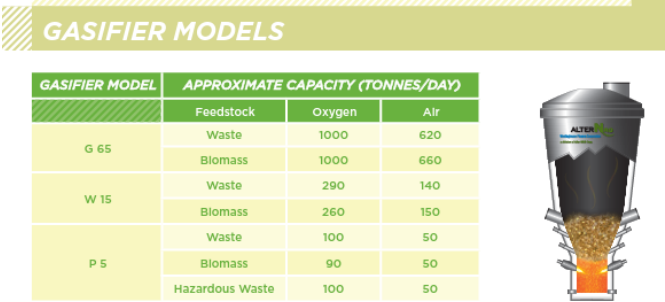 GASIFIER MODELS
GASIFIER MODEL APPROXIMATE CAPACITY (TONNES/DAY)
Feedstock Oxygen Air
G 65
Waste 1000 620
Biomass 1000 660
W 15
Waste 290 140
Biomass 260 150
P 5
Waste 100 50
Biomass 90 50
Hazardous Waste 100 50
ALTER